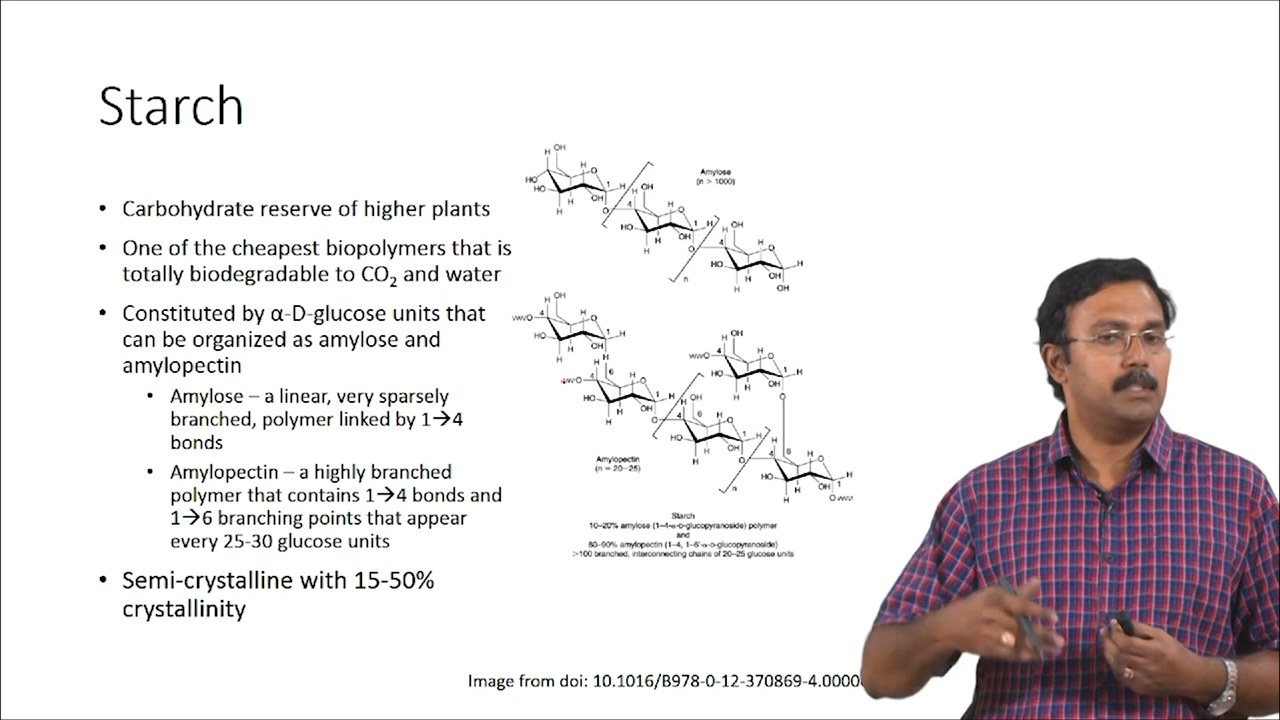 Starch
• Carbohydrate reserve of higher plants
• One of the cheapest biopolymers that is
totally biodegradable to CO2 and water
• Constituted by α-D-glucose units that
can be organized as amylose and
amylopectin
• Amylose – a linear, very sparsely
branched, polymer linked by 1→4
bonds
• Amylopectin – a highly branched
polymer that contains 1→4 bonds and
1→6 branching points that appear
every 25-30 glucose units
• Semi-crystalline with 15-50%
crystallinity
Amylose
(n > 1000)
Amylopectin
(n = 20–25)
Starch
10–20% amylose (1–4-α-D-glucopyranoside) polymer
and
80–90% amylopectin (1–4, 1–6'-α-D-glucopyranoside)
>100 branched, interconnecting chains of 20–25 glucose units
Image from doi: 10.1016/B978-0-12-370869-4.0000